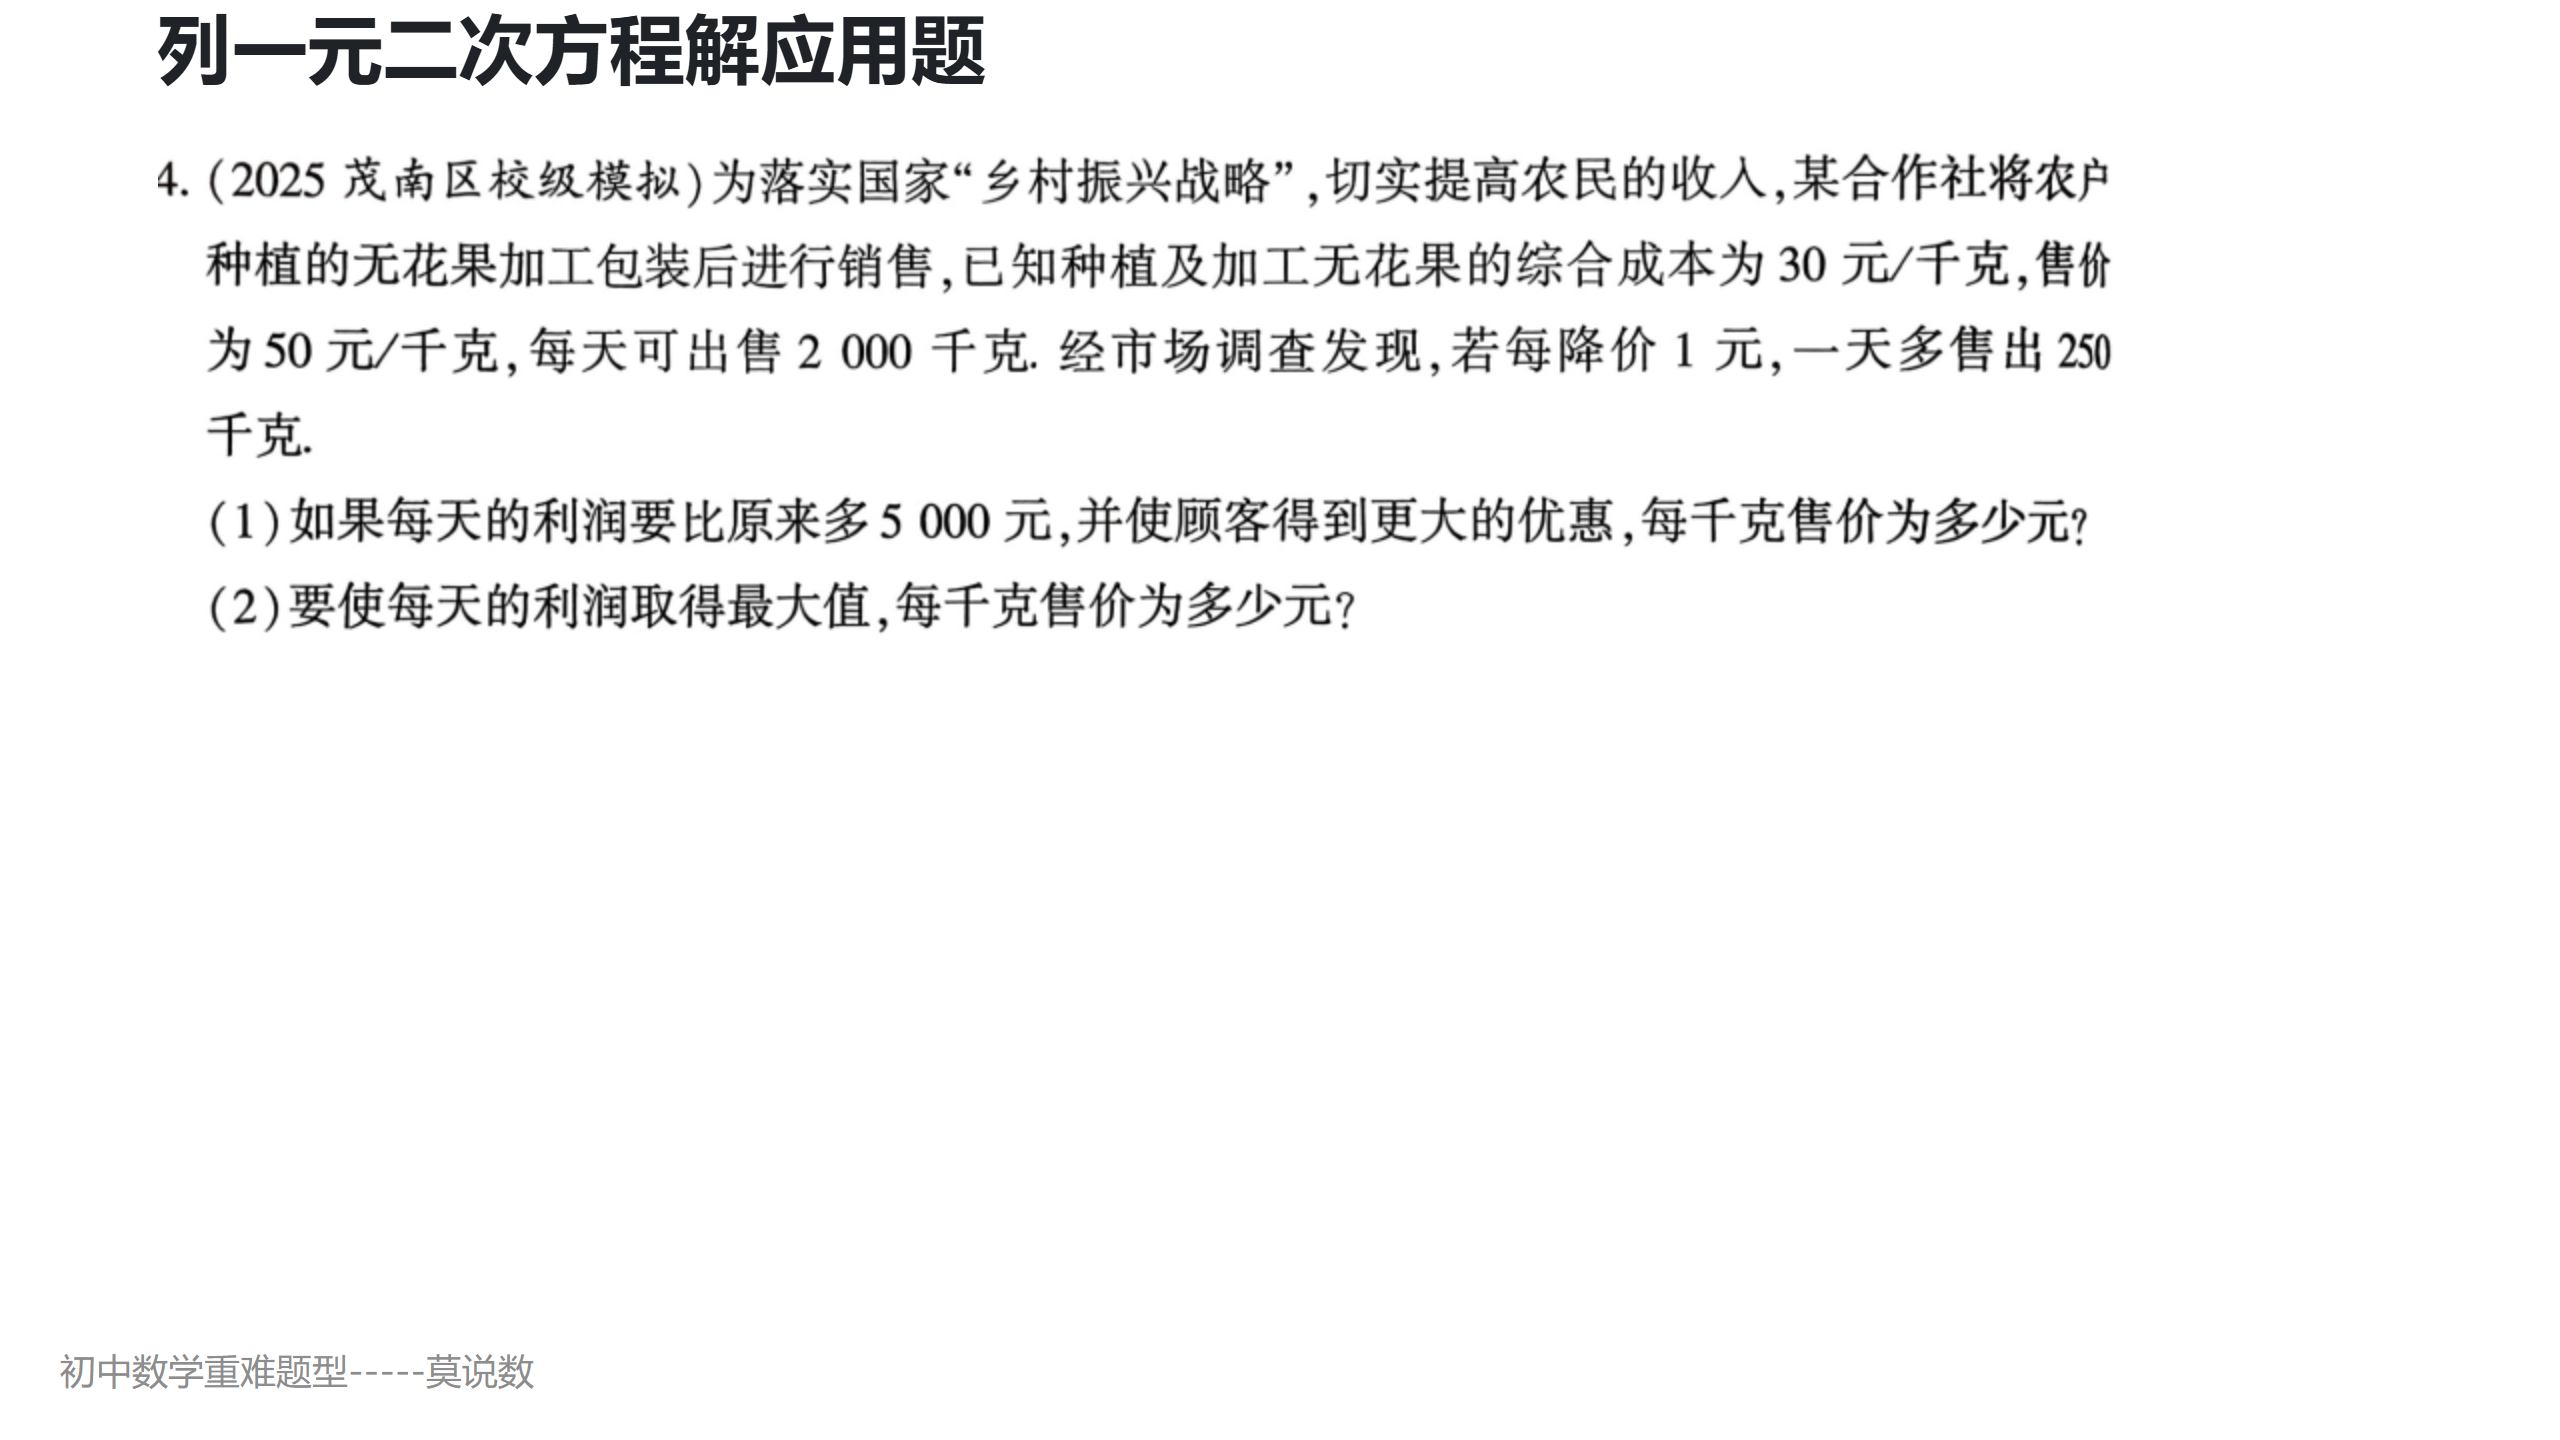 列一元二次方程解应用题
4. (2025 茂南区校级模拟)为落实国家“乡村振兴战略”,切实提高农民的收入,某合作社将农户
种植的无花果加工包装后进行销售,已知种植及加工无花果的综合成本为 30 元/千克,售价
为 50 元/千克,每天可出售 2 000 千克. 经市场调查发现,若每降价 1 元,一天多售出 250
千克.
(1)如果每天的利润要比原来多 5 000 元,并使顾客得到更大的优惠,每千克售价为多少元?
(2)要使每天的利润取得最大值,每千克售价为多少元?
初中数学重难题型-----莫说数